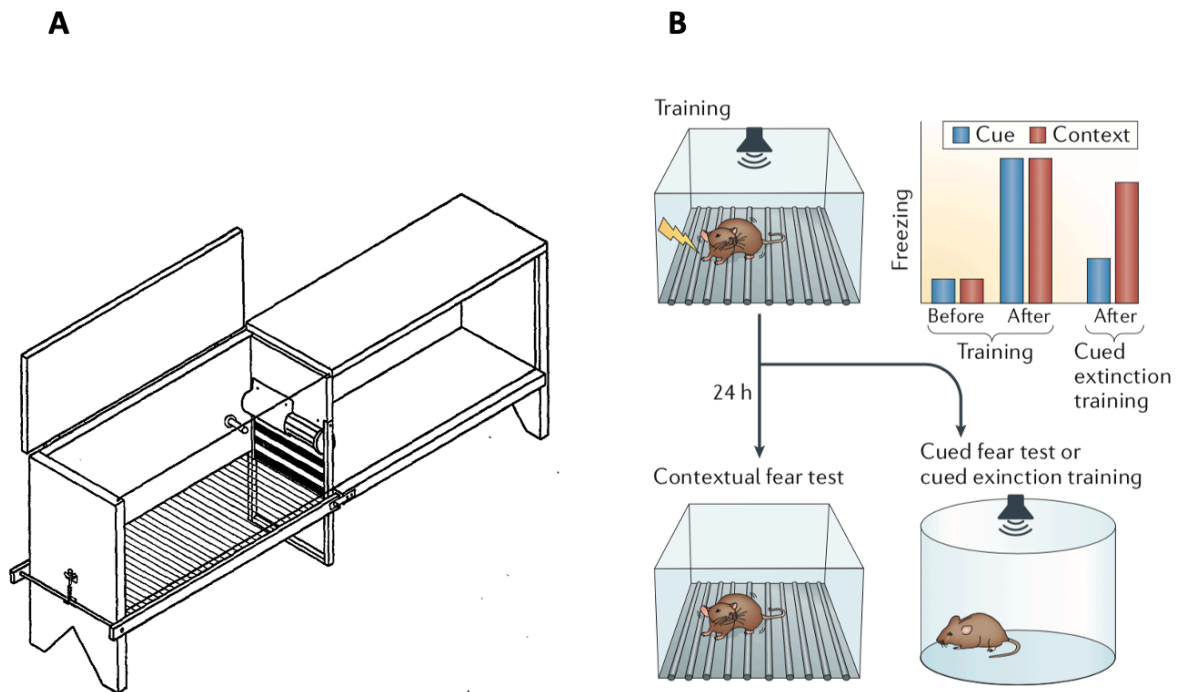 A
B
Training
Cue Context
Freezing
Before After After
Training Cued
extinction
training
24 h
Contextual fear test
Cued fear test or
cued exinction training